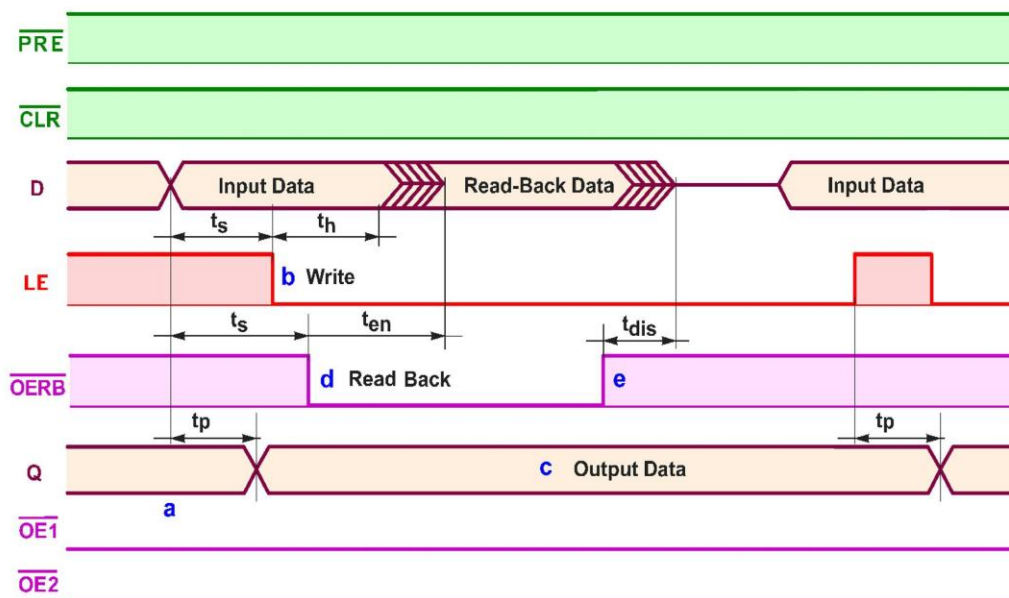 PRE
CLR
D Input Data Read-Back Data Input Data
ts th
LE b Write
ts ten tdis
OERB d Read Back e
tp tp
Q c Output Data
a
OE1
OE2